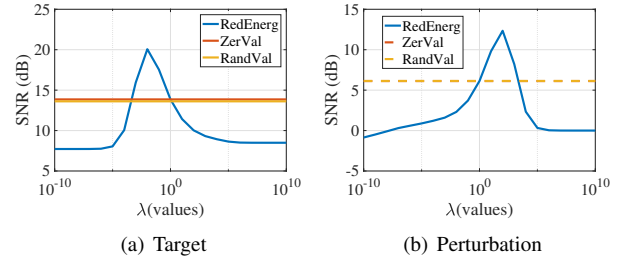 25
20
15
10
5
SNR (dB)
RedEnerg
ZerVal
RandVal
10^-10
10^0
10^10
λ(values)
(a) Target
15
10
5
0
-5
SNR (dB)
RedEnerg
ZerVal
RandVal
10^-10
10^0
10^10
λ(values)
(b) Perturbation